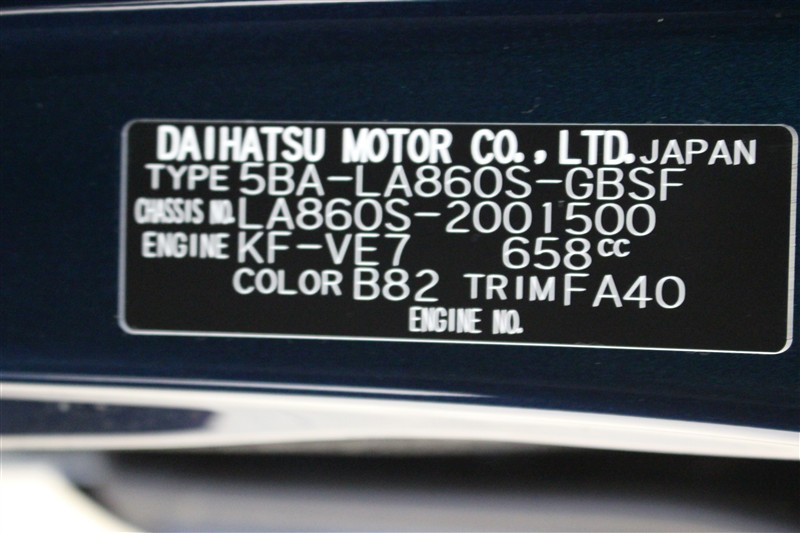 DAIHATSU MOTOR CO., LTD. JAPAN
TYPE 5BA-LA860S-GBSF
CHASSIS NO. LA860S-2001500
ENGINE KF-VE7 658cc
COLOR B82 TRIM FA40
ENGINE NO.